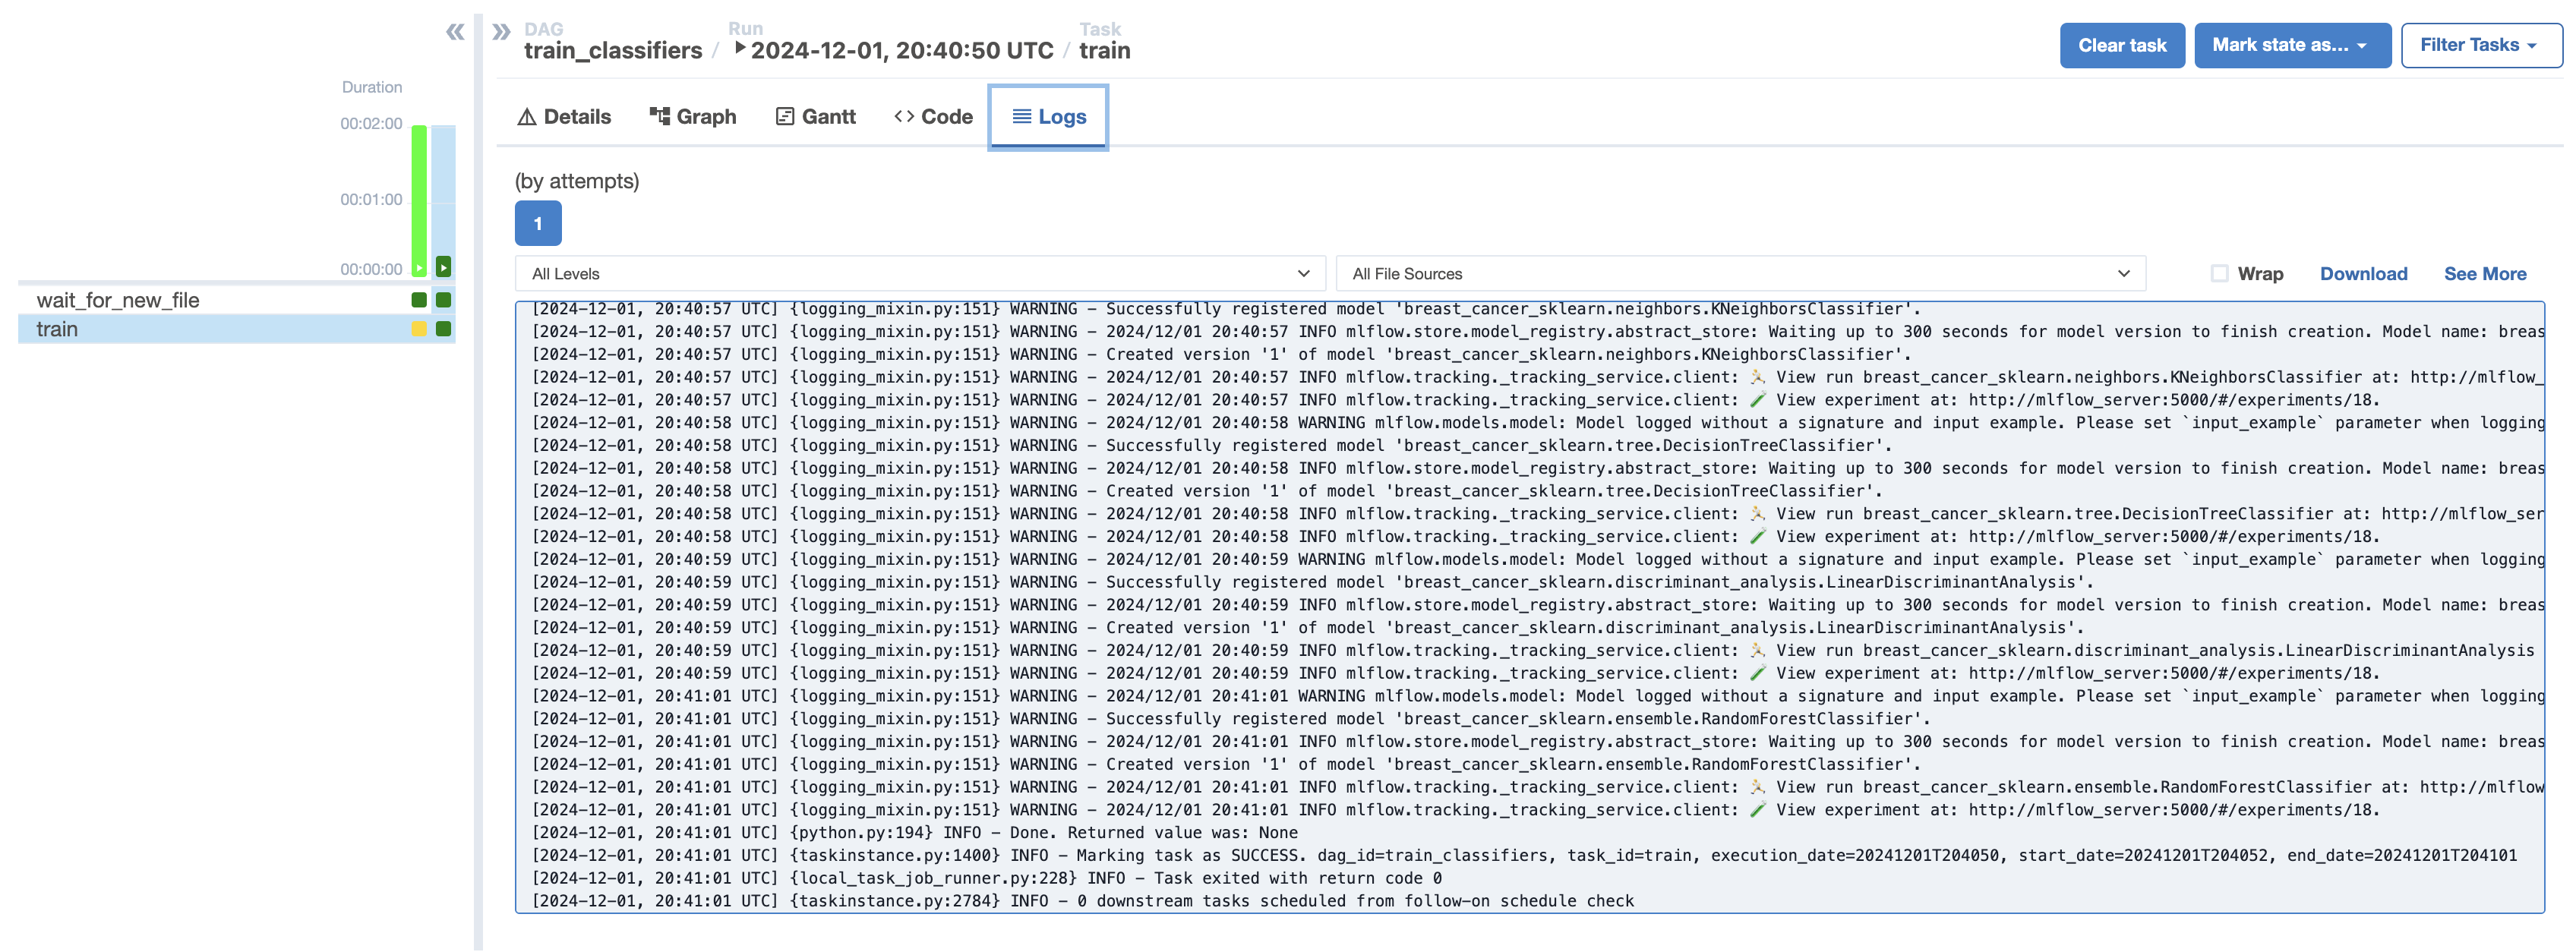 DAG Run Task
train_classifiers / 2024-12-01, 20:40:50 UTC / train
Clear task
Mark state as...
Filter Tasks
Duration
00:02:00
00:01:00
00:00:00
wait_for_new_file
train
Details Graph Gantt Code Logs
(by attempts)
1
All Levels
All File Sources
Wrap
Download
See More
[2024-12-01, 20:40:57 UTC] {logging_mixin.py:151} WARNING - Successfully registered model 'breast_cancer_sklearn.neighbors.KNeighborsClassifier'.
[2024-12-01, 20:40:57 UTC] {logging_mixin.py:151} WARNING - 2024/12/01 20:40:57 INFO mlflow.store.model_registry.abstract_store: Waiting up to 300 seconds for model version to finish creation. Model name: breas
[2024-12-01, 20:40:57 UTC] {logging_mixin.py:151} WARNING - Created version '1' of model 'breast_cancer_sklearn.neighbors.KNeighborsClassifier'.
[2024-12-01, 20:40:57 UTC] {logging_mixin.py:151} WARNING - 2024/12/01 20:40:57 INFO mlflow.tracking._tracking_service.client: 🏃 View run breast_cancer_sklearn.neighbors.KNeighborsClassifier at: http://mlflow_
[2024-12-01, 20:40:57 UTC] {logging_mixin.py:151} WARNING - 2024/12/01 20:40:57 INFO mlflow.tracking._tracking_service.client: 🧪 View experiment at: http://mlflow_server:5000/#/experiments/18.
[2024-12-01, 20:40:58 UTC] {logging_mixin.py:151} WARNING - 2024/12/01 20:40:58 WARNING mlflow.models.model: Model logged without a signature and input example. Please set `input_example` parameter when logging
[2024-12-01, 20:40:58 UTC] {logging_mixin.py:151} WARNING - Successfully registered model 'breast_cancer_sklearn.tree.DecisionTreeClassifier'.
[2024-12-01, 20:40:58 UTC] {logging_mixin.py:151} WARNING - 2024/12/01 20:40:58 INFO mlflow.store.model_registry.abstract_store: Waiting up to 300 seconds for model version to finish creation. Model name: breas
[2024-12-01, 20:40:58 UTC] {logging_mixin.py:151} WARNING - Created version '1' of model 'breast_cancer_sklearn.tree.DecisionTreeClassifier'.
[2024-12-01, 20:40:58 UTC] {logging_mixin.py:151} WARNING - 2024/12/01 20:40:58 INFO mlflow.tracking._tracking_service.client: 🏃 View run breast_cancer_sklearn.tree.DecisionTreeClassifier at: http://mlflow_ser
[2024-12-01, 20:40:58 UTC] {logging_mixin.py:151} WARNING - 2024/12/01 20:40:58 INFO mlflow.tracking._tracking_service.client: 🧪 View experiment at: http://mlflow_server:5000/#/experiments/18.
[2024-12-01, 20:40:59 UTC] {logging_mixin.py:151} WARNING - 2024/12/01 20:40:59 WARNING mlflow.models.model: Model logged without a signature and input example. Please set `input_example` parameter when logging
[2024-12-01, 20:40:59 UTC] {logging_mixin.py:151} WARNING - Successfully registered model 'breast_cancer_sklearn.discriminant_analysis.LinearDiscriminantAnalysis'.
[2024-12-01, 20:40:59 UTC] {logging_mixin.py:151} WARNING - 2024/12/01 20:40:59 INFO mlflow.store.model_registry.abstract_store: Waiting up to 300 seconds for model version to finish creation. Model name: breas
[2024-12-01, 20:40:59 UTC] {logging_mixin.py:151} WARNING - Created version '1' of model 'breast_cancer_sklearn.discriminant_analysis.LinearDiscriminantAnalysis'.
[2024-12-01, 20:40:59 UTC] {logging_mixin.py:151} WARNING - 2024/12/01 20:40:59 INFO mlflow.tracking._tracking_service.client: 🏃 View run breast_cancer_sklearn.discriminant_analysis.LinearDiscriminantAnalysis
[2024-12-01, 20:40:59 UTC] {logging_mixin.py:151} WARNING - 2024/12/01 20:40:59 INFO mlflow.tracking._tracking_service.client: 🧪 View experiment at: http://mlflow_server:5000/#/experiments/18.
[2024-12-01, 20:41:01 UTC] {logging_mixin.py:151} WARNING - 2024/12/01 20:41:01 WARNING mlflow.models.model: Model logged without a signature and input example. Please set `input_example` parameter when logging
[2024-12-01, 20:41:01 UTC] {logging_mixin.py:151} WARNING - Successfully registered model 'breast_cancer_sklearn.ensemble.RandomForestClassifier'.
[2024-12-01, 20:41:01 UTC] {logging_mixin.py:151} WARNING - 2024/12/01 20:41:01 INFO mlflow.store.model_registry.abstract_store: Waiting up to 300 seconds for model version to finish creation. Model name: breas
[2024-12-01, 20:41:01 UTC] {logging_mixin.py:151} WARNING - Created version '1' of model 'breast_cancer_sklearn.ensemble.RandomForestClassifier'.
[2024-12-01, 20:41:01 UTC] {logging_mixin.py:151} WARNING - 2024/12/01 20:41:01 INFO mlflow.tracking._tracking_service.client: 🏃 View run breast_cancer_sklearn.ensemble.RandomForestClassifier at: http://mlflow
[2024-12-01, 20:41:01 UTC] {logging_mixin.py:151} WARNING - 2024/12/01 20:41:01 INFO mlflow.tracking._tracking_service.client: 🧪 View experiment at: http://mlflow_server:5000/#/experiments/18.
[2024-12-01, 20:41:01 UTC] {python.py:194} INFO - Done. Returned value was: None
[2024-12-01, 20:41:01 UTC] {taskinstance.py:1400} INFO - Marking task as SUCCESS. dag_id=train_classifiers, task_id=train, execution_date=20241201T204050, start_date=20241201T204052, end_date=20241201T204101
[2024-12-01, 20:41:01 UTC] {local_task_job_runner.py:228} INFO - Task exited with return code 0
[2024-12-01, 20:41:01 UTC] {taskinstance.py:2784} INFO - 0 downstream tasks scheduled from follow-on schedule check